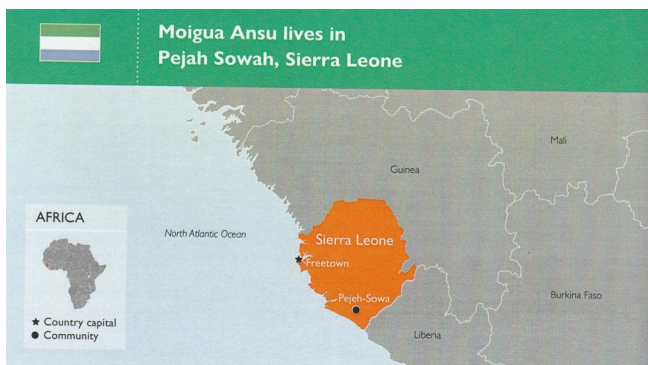 Moigua Ansu lives in
Pejah Sowah, Sierra Leone
Mali
Guinea
AFRICA
North Atlantic Ocean
Sierra Leone
Freetown
Burkina Faso
Pejeh-Sowa
Country capital
Community
Liberia